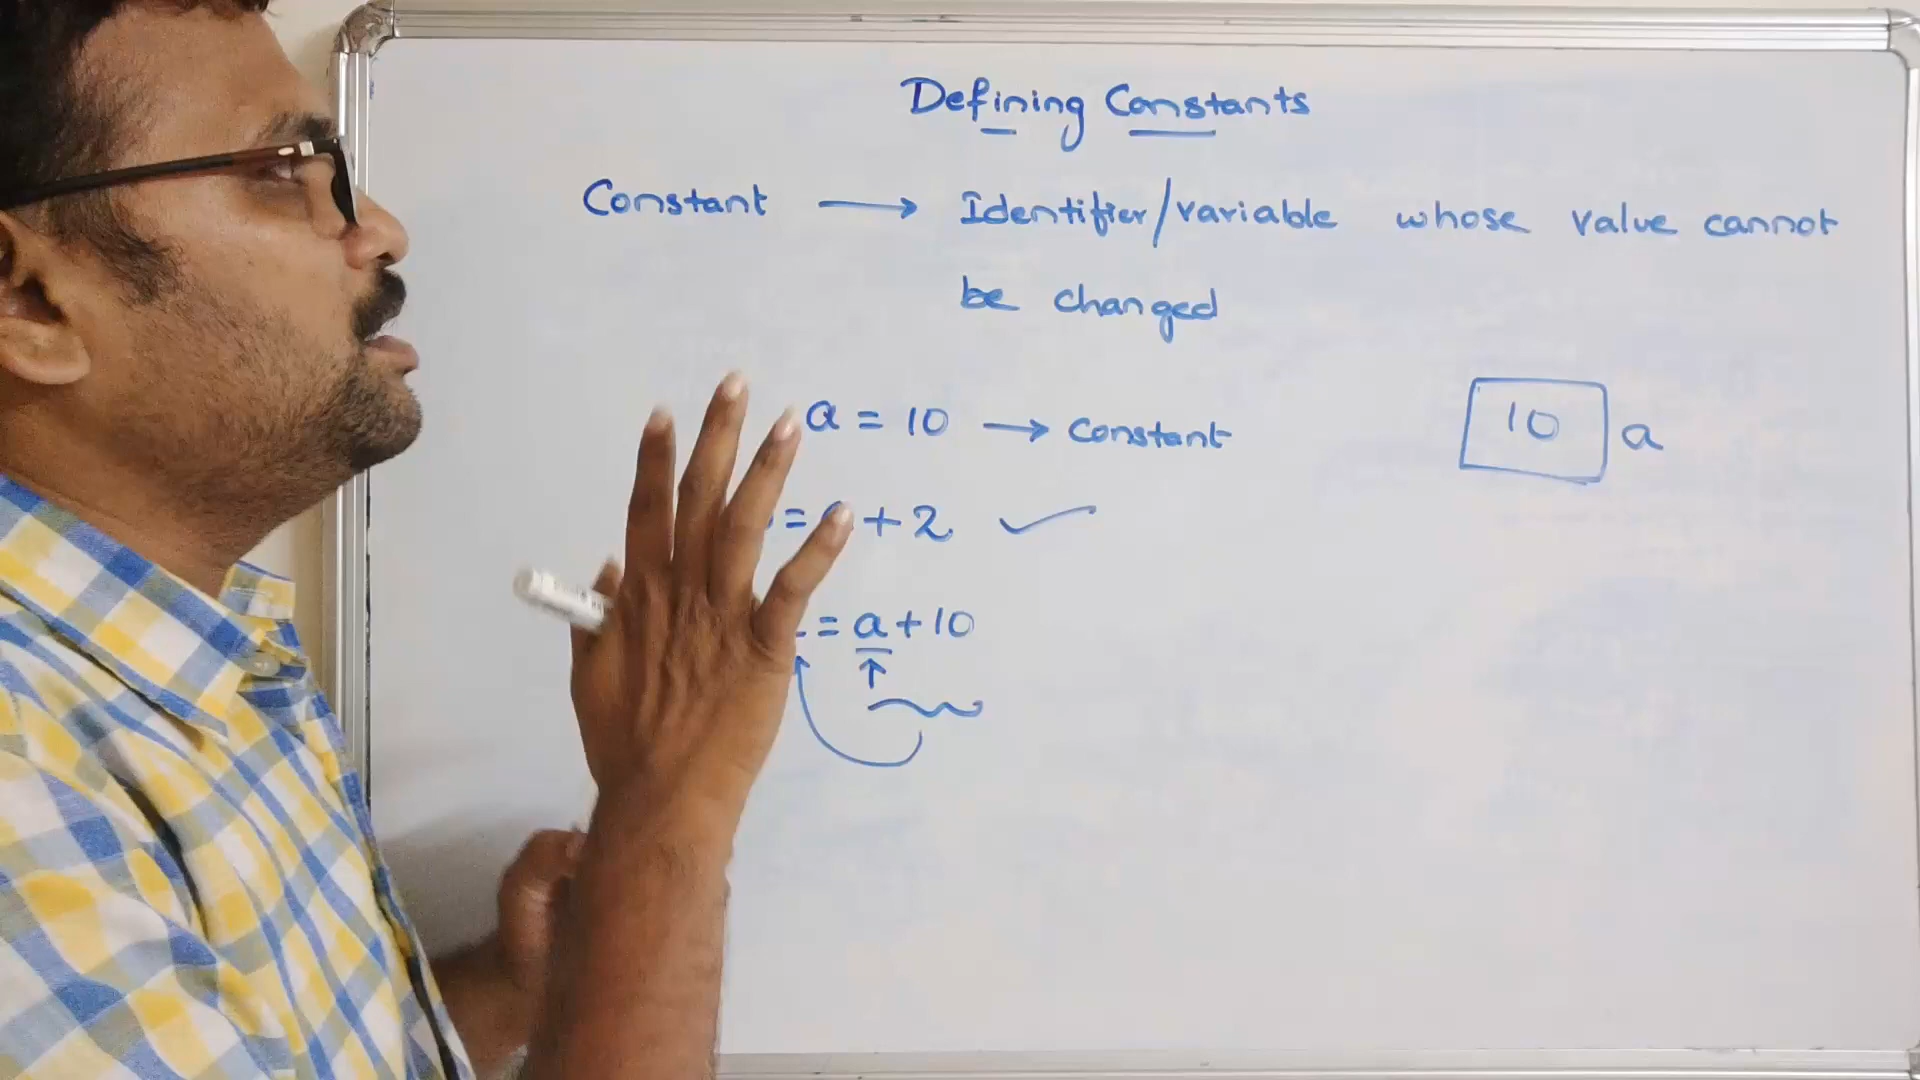 Defining Constants
Constant → Identifier/variable whose value cannot
be changed
a = 10 → constant
10 a
= + 2 ✓
= a + 10
↑